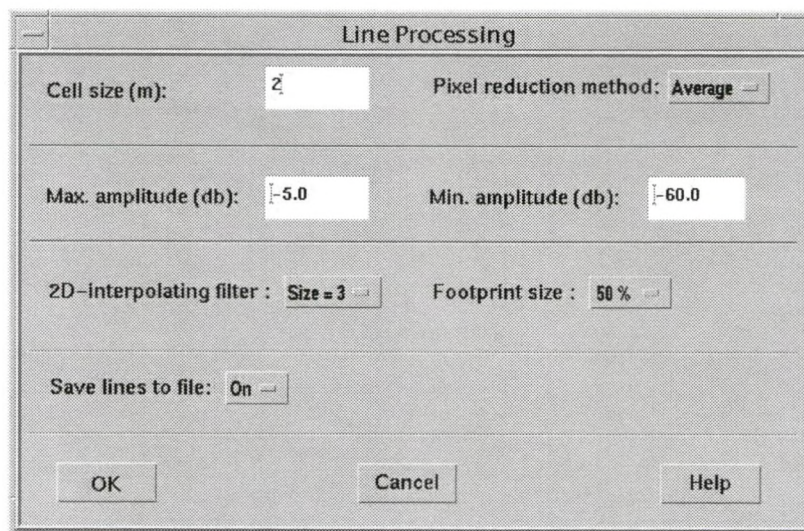 Line Processing
Cell size (m): 2 Pixel reduction method: Average
Max. amplitude (db): -5.0 Min. amplitude (db): -60.0
2D-interpolating filter : Size = 3 Footprint size : 50 %
Save lines to file: On
OK Cancel Help